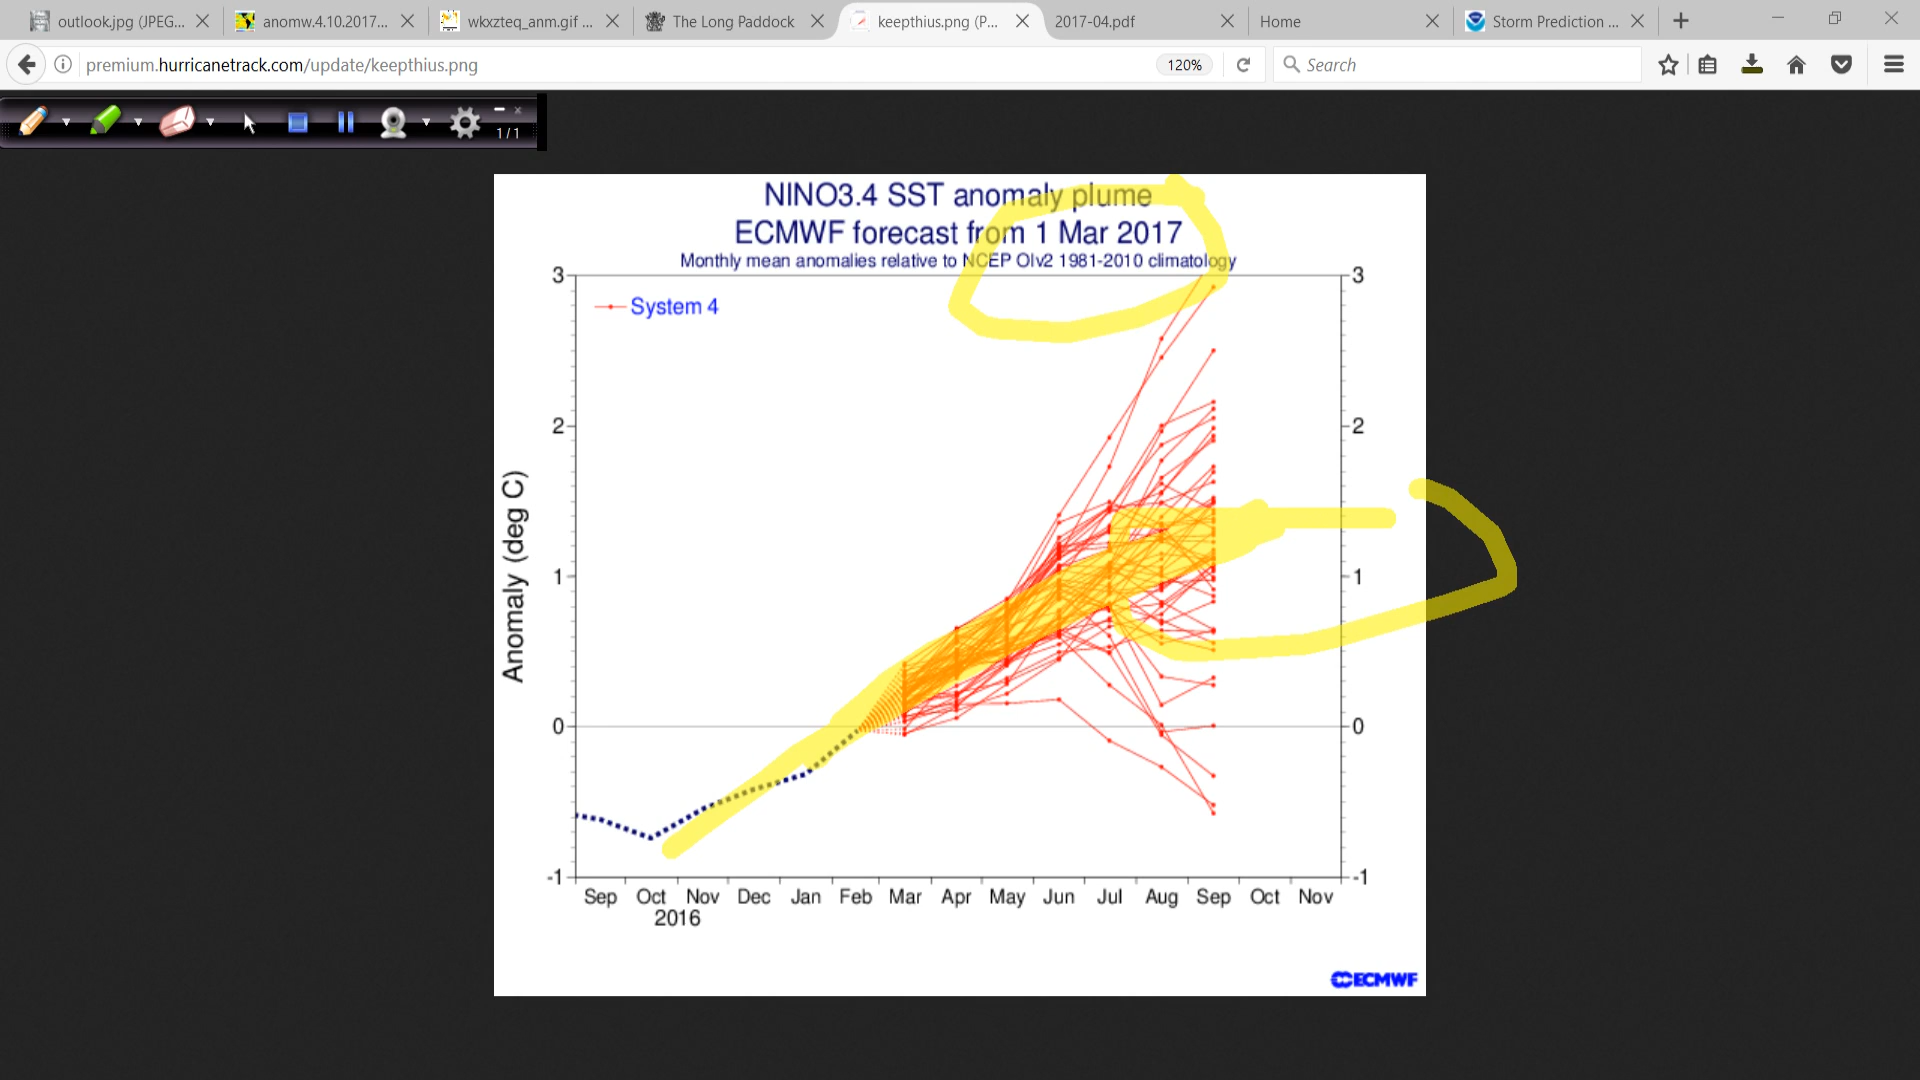 outlook.jpg (JPEG...
anomw.4.10.2017...
wkxzteq_anm.gif ...
The Long Paddock
keepthius.png (P...
2017-04.pdf
Home
Storm Prediction ...
premium.hurricanetrack.com/update/keepthius.png
120%
Search
1/1
NINO3.4 SST anomaly plume
ECMWF forecast from 1 Mar 2017
Monthly mean anomalies relative to NCEP OIv2 1981-2010 climatology
System 4
Anomaly (deg C)
3 3
2 2
1 1
0 0
-1 -1
Sep Oct Nov Dec Jan Feb Mar Apr May Jun Jul Aug Sep Oct Nov
2016
ECMWF